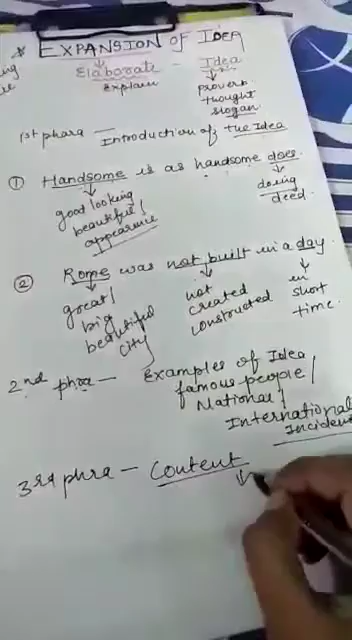 EXPANSION OF IDEA
Elaborate - Idea
Explain
proverb
thought
slogan
1st phara — Introduction of the Idea
① Handsome is as handsome does
good looking
beautiful/
appearance
doing
deed
② Rome was not built in a day
great/
big
beautiful
city
not
created
constructed
in
short
time.
2nd phra — Examples of Idea
famous people/
National/
International
Incident
3rd phra — Content